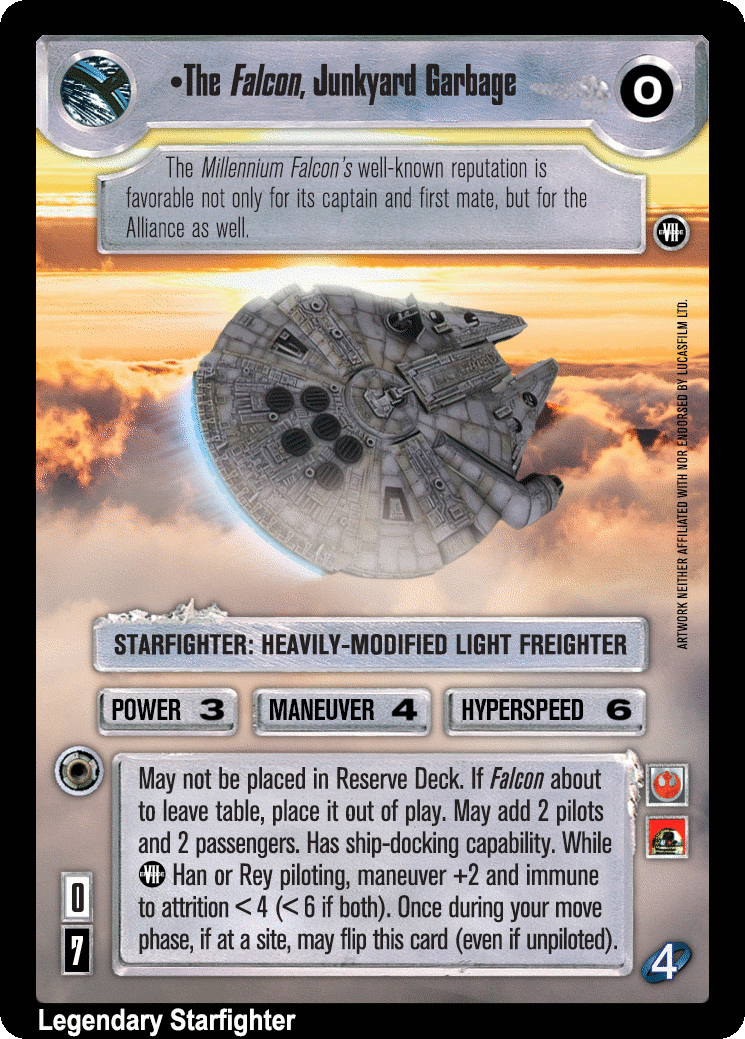 •The Falcon, Junkyard Garbage
O
The Millennium Falcon's well-known reputation is
favorable not only for its captain and first mate, but for the
Alliance as well.
EPISODE
VII
ARTWORK NEITHER AFFILIATED WITH NOR ENDORSED BY LUCASFILM LTD.
STARFIGHTER: HEAVILY-MODIFIED LIGHT FREIGHTER
POWER 3
MANEUVER 4
HYPERSPEED 6
May not be placed in Reserve Deck. If Falcon about
to leave table, place it out of play. May add 2 pilots
and 2 passengers. Has ship-docking capability. While
EPISODE VII Han or Rey piloting, maneuver +2 and immune
to attrition < 4 (< 6 if both). Once during your move
phase, if at a site, may flip this card (even if unpiloted).
0
7
4
Legendary Starfighter